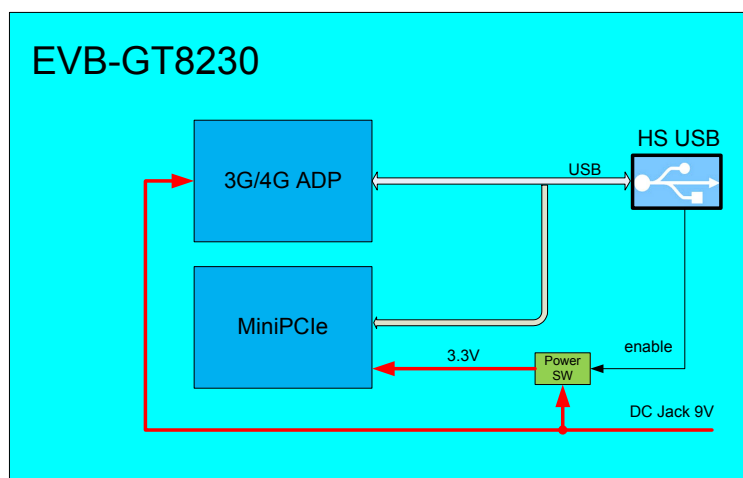 EVB-GT8230
HS USB
3G/4G ADP
USB
MiniPCIe
3.3V
Power
SW
enable
DC Jack 9V